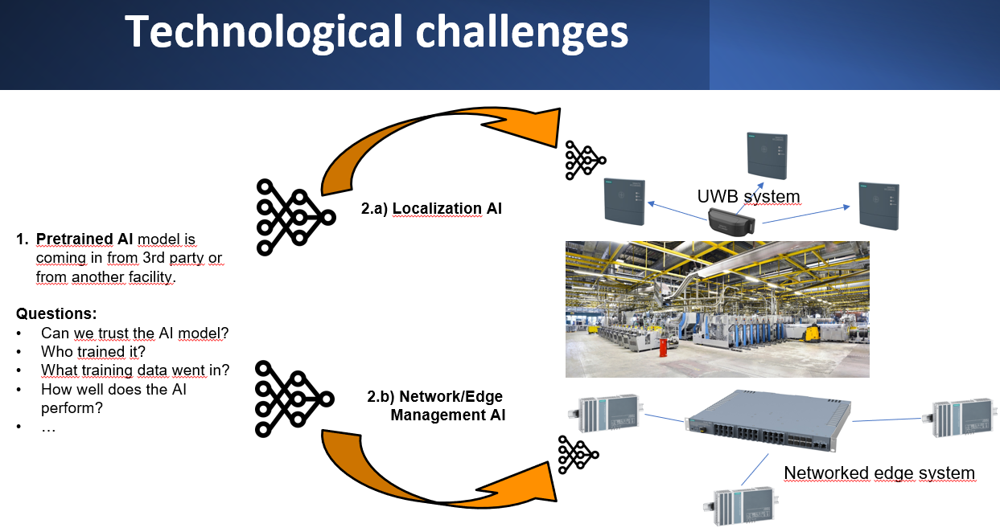 Technological challenges
1. Pretrained AI model is
coming in from 3rd party or
from another facility.
Questions:
• Can we trust the AI model?
• Who trained it?
• What training data went in?
• How well does the AI
perform?
• …
2.a) Localization AI
UWB system
2.b) Network/Edge
Management AI
Networked edge system